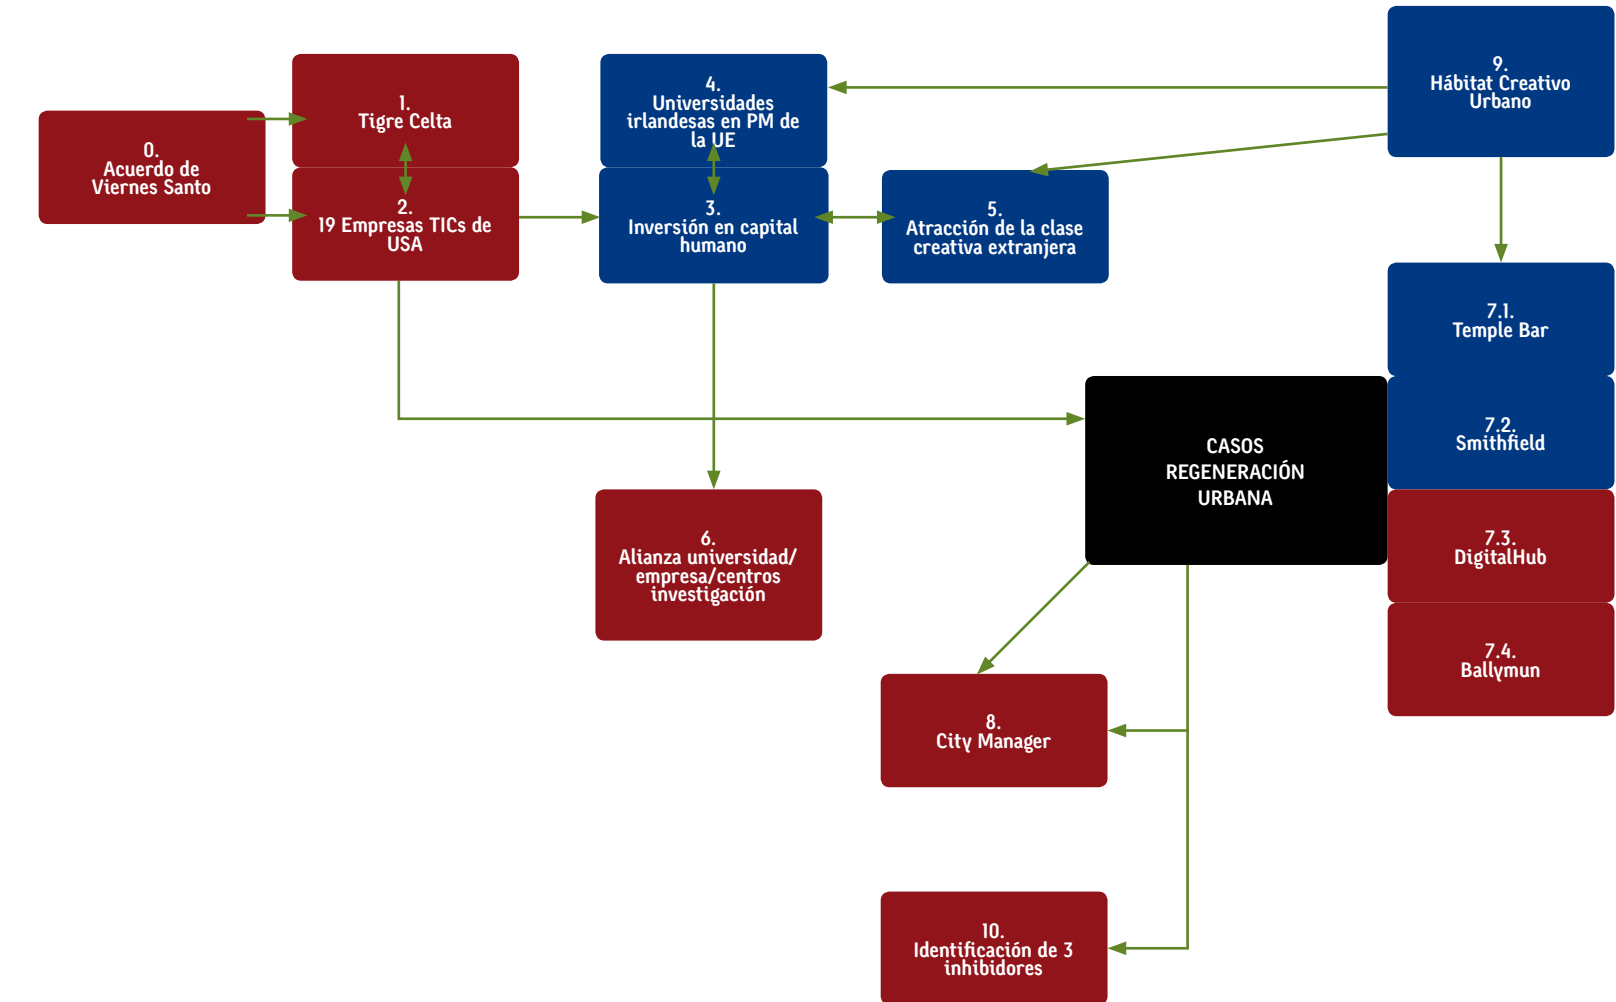 0.
Acuerdo de
Viernes Santo
1.
Tigre Celta
2.
19 Empresas TICs de
USA
4.
Universidades
irlandesas en PM de
la UE
3.
Inversión en capital
humano
5.
Atracción de la clase
creativa extranjera
9.
Hábitat Creativo
Urbano
7.1.
Temple Bar
7.2.
Smithfield
7.3.
DigitalHub
7.4.
Ballymun
CASOS
REGENERACIÓN
URBANA
6.
Alianza universidad/
empresa/centros
investigación
8.
City Manager
10.
Identificación de 3
inhibidores